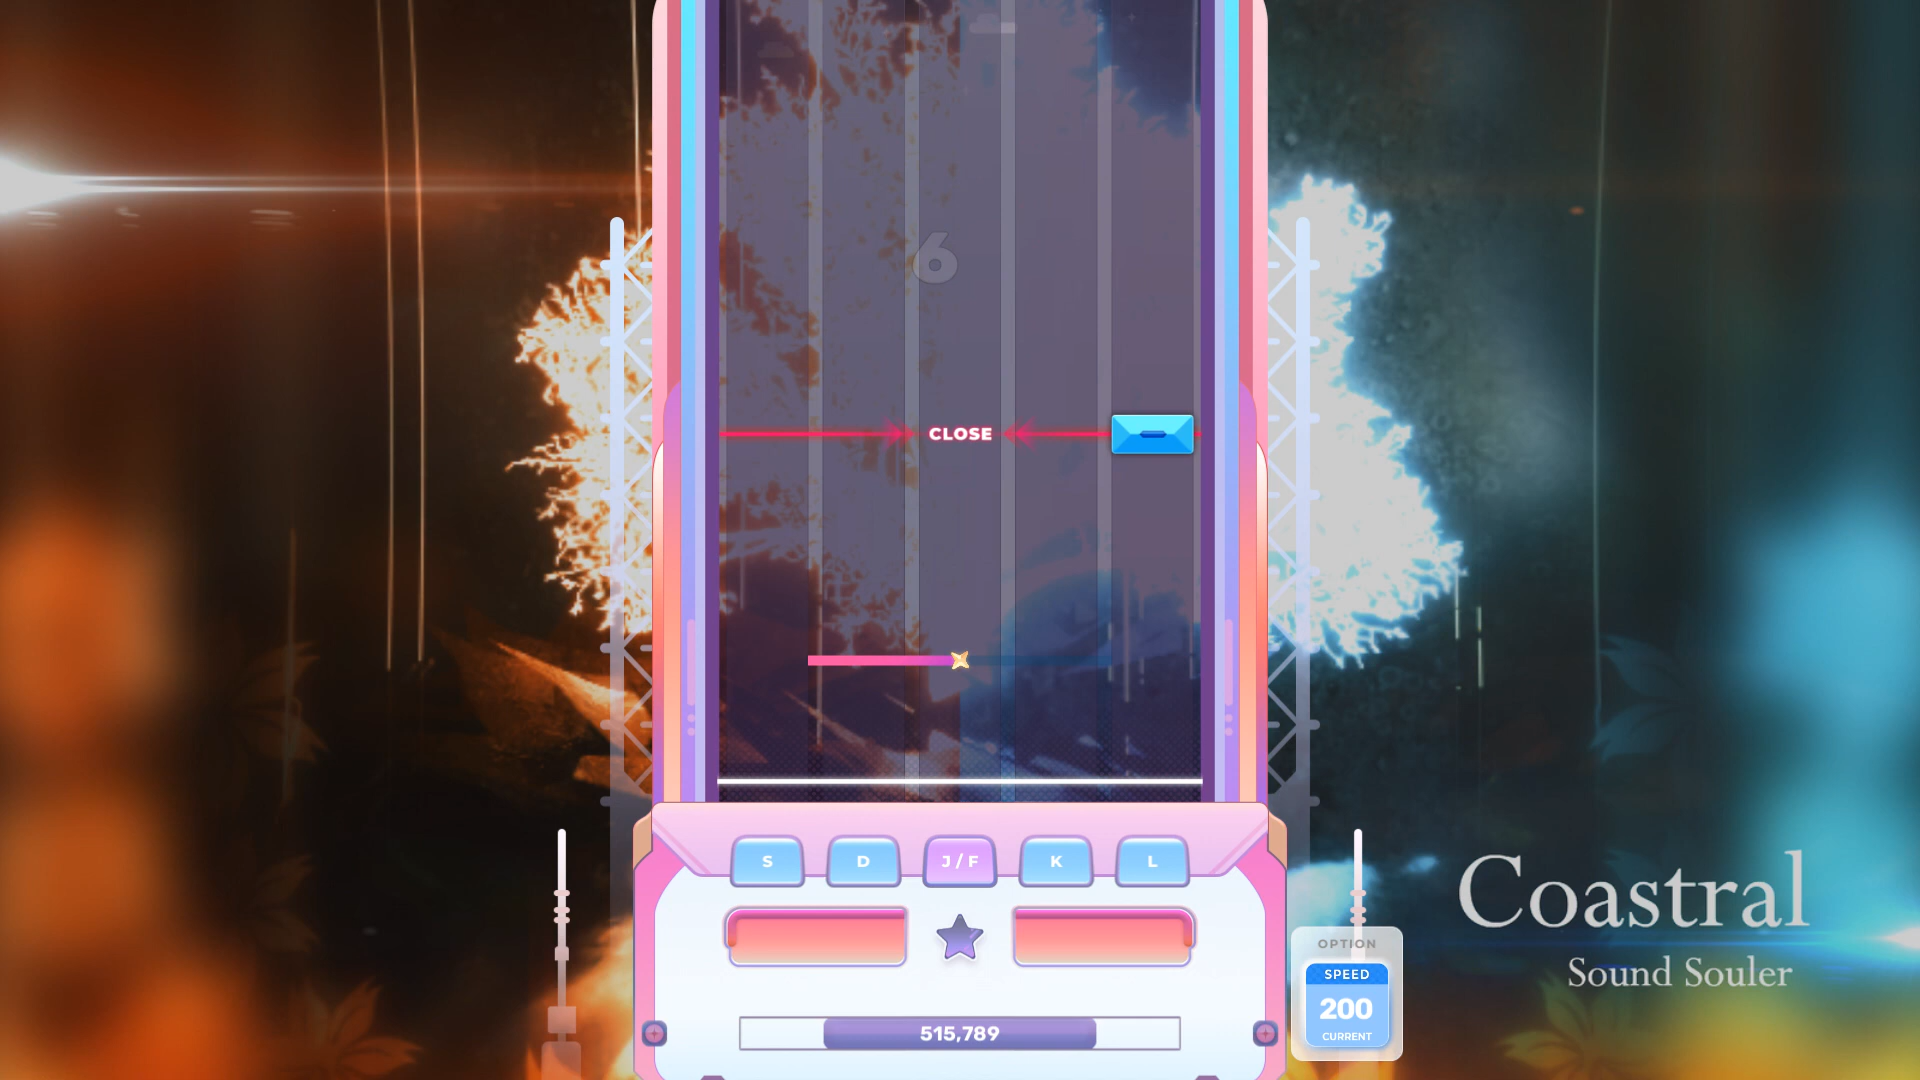 6
CLOSE
S D J / F K L
515,789
Coastral
Sound Souler
OPTION
SPEED
200
CURRENT